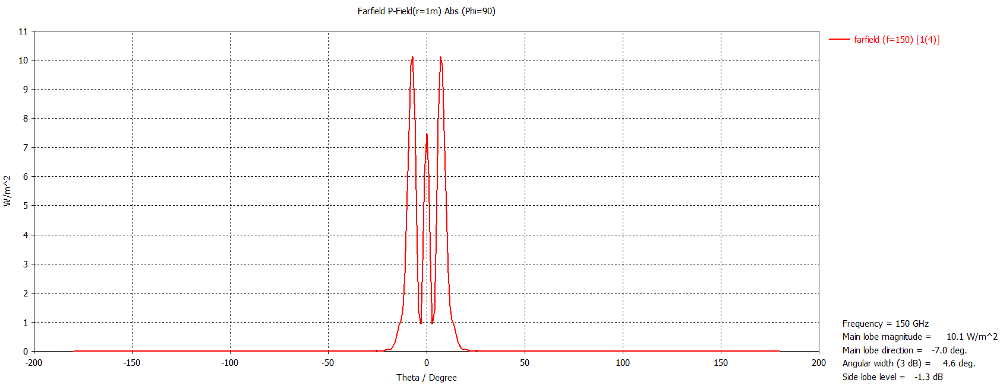 Farfield P-Field(r=1m) Abs (Phi=90)
11
10
9
8
7
6
5
4
3
2
1
0
W/m^2
-200 -150 -100 -50 0 50 100 150 200
Theta / Degree
farfield (f=150) [1(4)]
Frequency = 150 GHz
Main lobe magnitude = 10.1 W/m^2
Main lobe direction = -7.0 deg.
Angular width (3 dB) = 4.6 deg.
Side lobe level = -1.3 dB